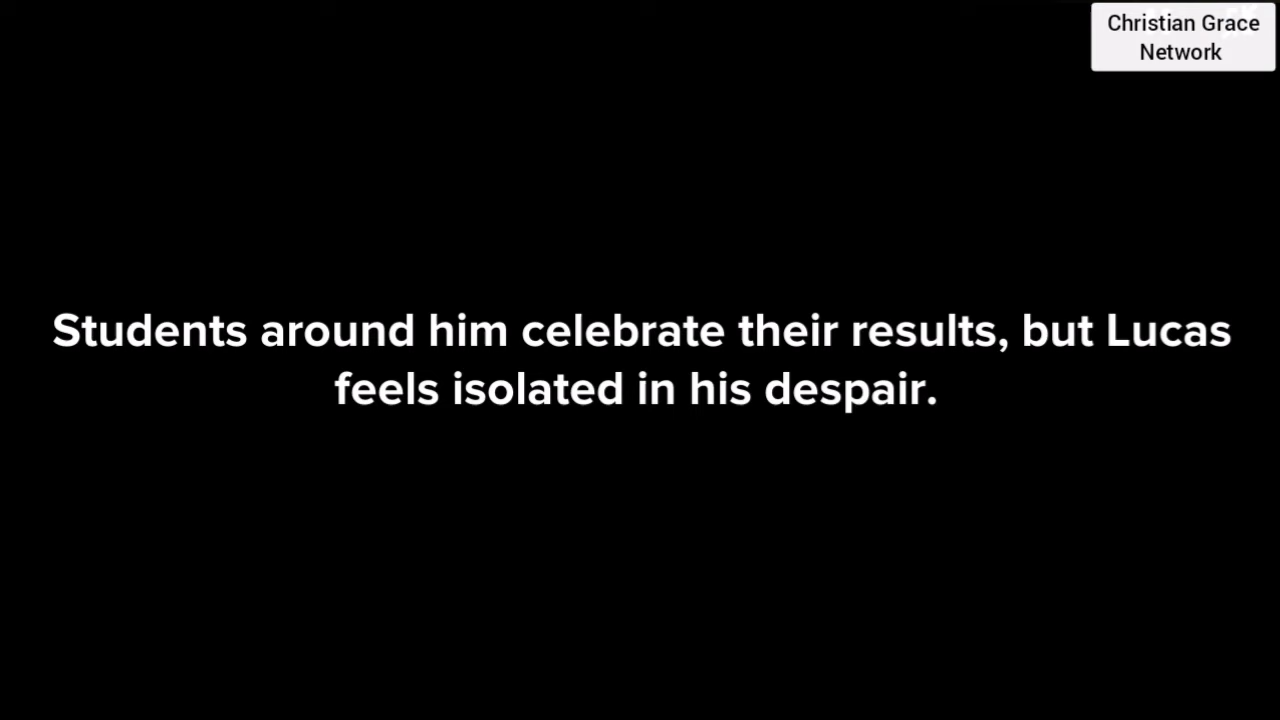 Christian Grace
Network
Students around him celebrate their results, but Lucas
feels isolated in his despair.